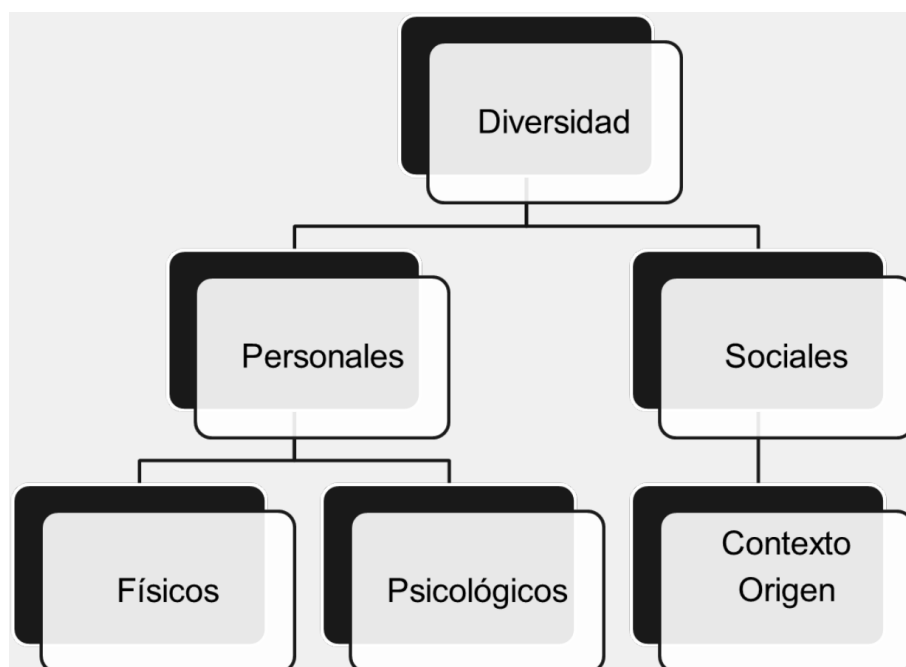 Diversidad
Personales
Sociales
Físicos
Psicológicos
Contexto
Origen